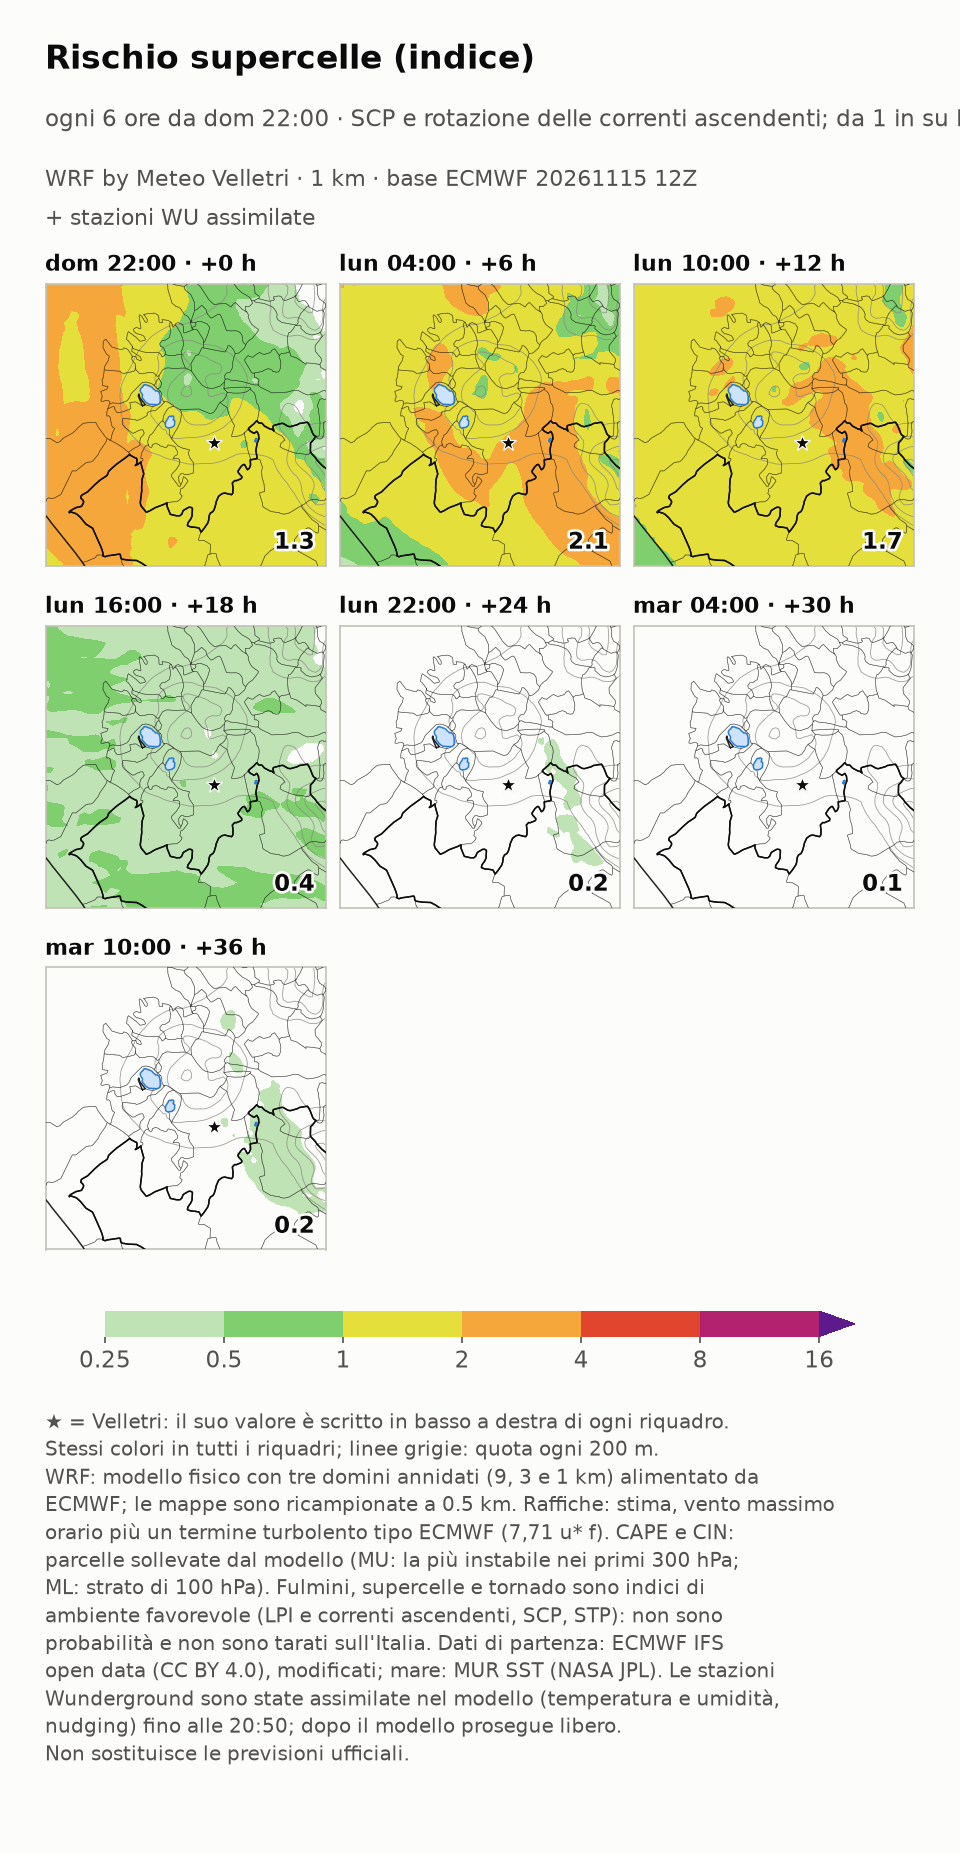 Rischio supercelle (indice)
ogni 6 ore da dom 22:00 · SCP e rotazione delle correnti ascendenti; da 1 in su
WRF by Meteo Velletri · 1 km · base ECMWF 20261115 12Z
+ stazioni WU assimilate
dom 22:00 · +0 h
lun 04:00 · +6 h
lun 10:00 · +12 h
1.3
2.1
1.7
lun 16:00 · +18 h
lun 22:00 · +24 h
mar 04:00 · +30 h
0.4
0.2
0.1
mar 10:00 · +36 h
0.2
0.25 0.5 1 2 4 8 16
★ = Velletri: il suo valore è scritto in basso a destra di ogni riquadro.
Stessi colori in tutti i riquadri; linee grigie: quota ogni 200 m.
WRF: modello fisico con tre domini annidati (9, 3 e 1 km) alimentato da
ECMWF; le mappe sono ricampionate a 0.5 km. Raffiche: stima, vento massimo
orario più un termine turbolento tipo ECMWF (7,71 u* f). CAPE e CIN:
parcelle sollevate dal modello (MU: la più instabile nei primi 300 hPa;
ML: strato di 100 hPa). Fulmini, supercelle e tornado sono indici di
ambiente favorevole (LPI e correnti ascendenti, SCP, STP): non sono
probabilità e non sono tarati sull'Italia. Dati di partenza: ECMWF IFS
open data (CC BY 4.0), modificati; mare: MUR SST (NASA JPL). Le stazioni
Wunderground sono state assimilate nel modello (temperatura e umidità,
nudging) fino alle 20:50; dopo il modello prosegue libero.
Non sostituisce le previsioni ufficiali.